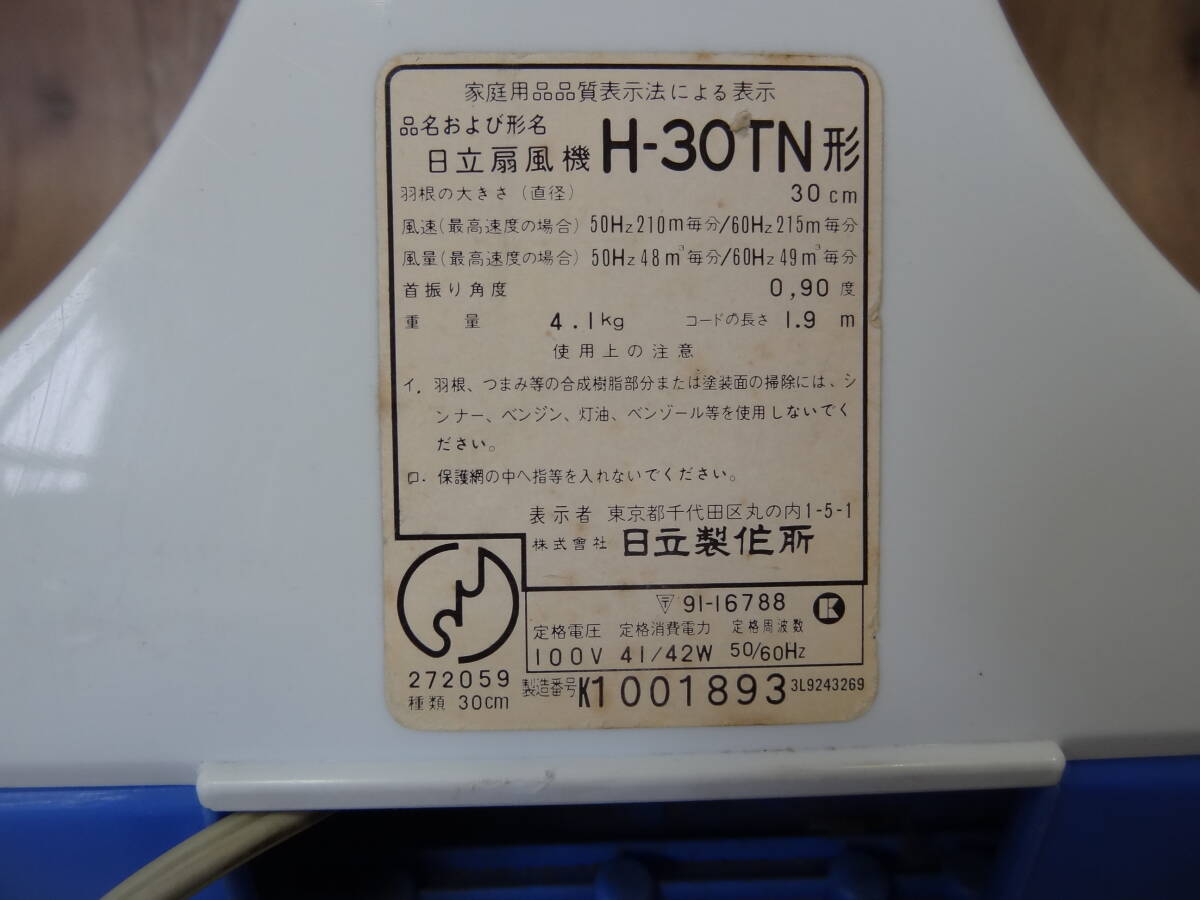 家庭用品品質表示法による表示
品名および形名
日立扇風機 H-30TN形
羽根の大きさ(直径) 30cm
風速(最高速度の場合) 50Hz 210m毎分/60Hz 215m毎分
風量(最高速度の場合) 50Hz 48m³毎分/60Hz 49m³毎分
首振り角度 0,90度
重量 4.1kg コードの長さ 1.9m
使用上の注意
イ. 羽根、つまみ等の合成樹脂部分または塗装面の掃除には、シ
ンナー、ベンジン、灯油、ベンゾール等を使用しないでく
ださい。
ロ. 保護網の中へ指等を入れないでください。
表示者 東京都千代田区丸の内1-5-1
株式會社 日立製作所
〒 91-16788
定格電圧 定格消費電力 定格周波数
100V 41/42W 50/60Hz
272059
種類 30cm
製造番号 K1001893 3L9243269